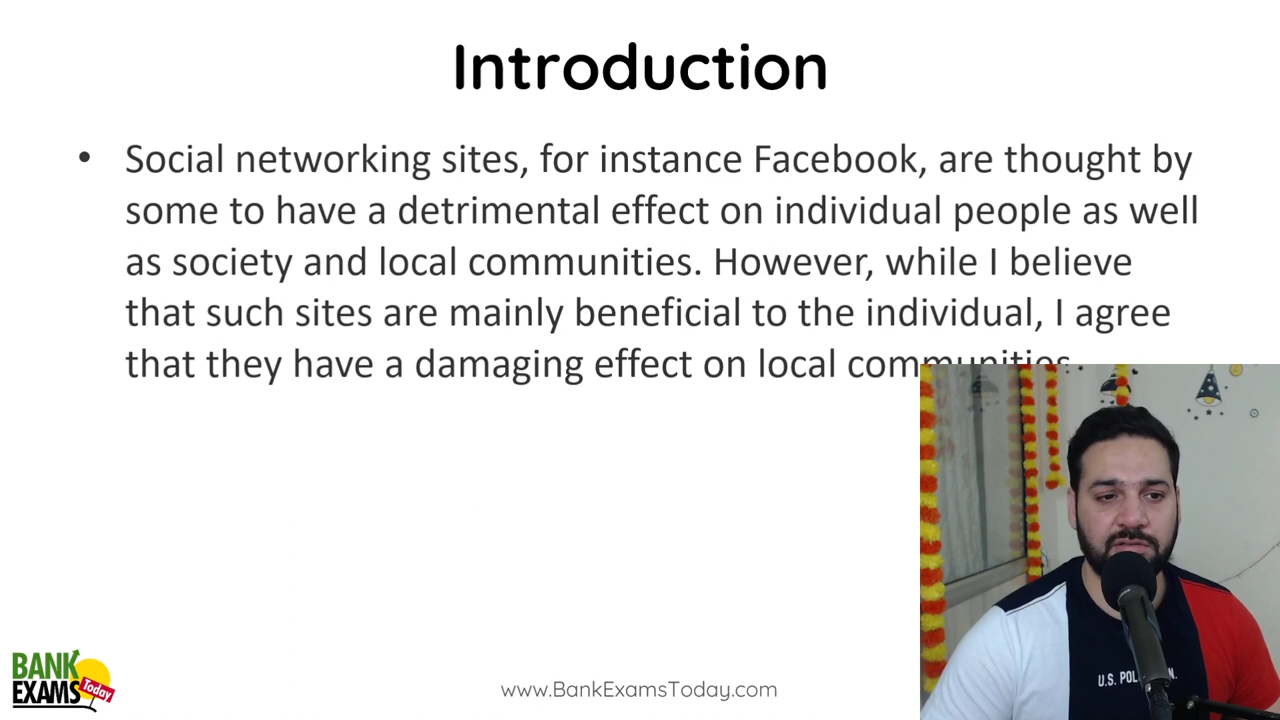 Introduction
• Social networking sites, for instance Facebook, are thought by
some to have a detrimental effect on individual people as well
as society and local communities. However, while I believe
that such sites are mainly beneficial to the individual, I agree
that they have a damaging effect on local communities.
U.S. POL
N.
BANK
EXAMS
Today
www.BankExamsToday.com